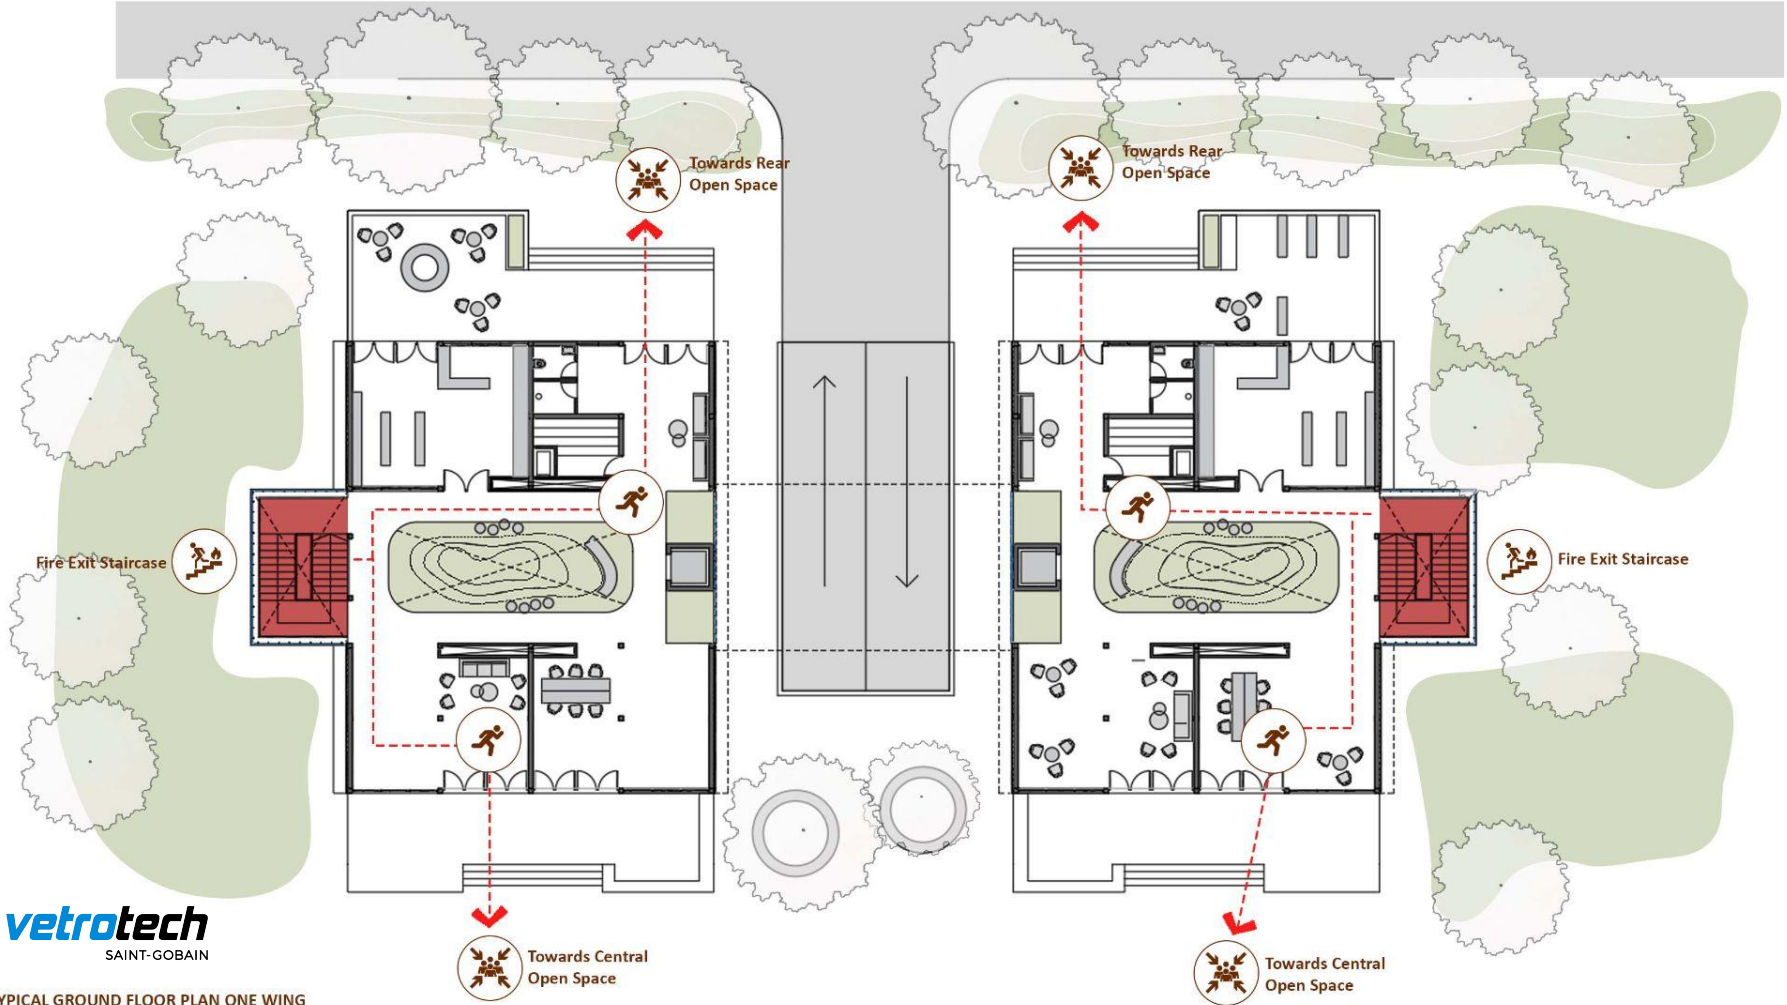 Towards Rear
Open Space
Towards Rear
Open Space
Fire Exit Staircase
Fire Exit Staircase
vetrotech
SAINT-GOBAIN
Towards Central
Open Space
Towards Central
Open Space
YPICAL GROUND FLOOR PLAN ONE WING